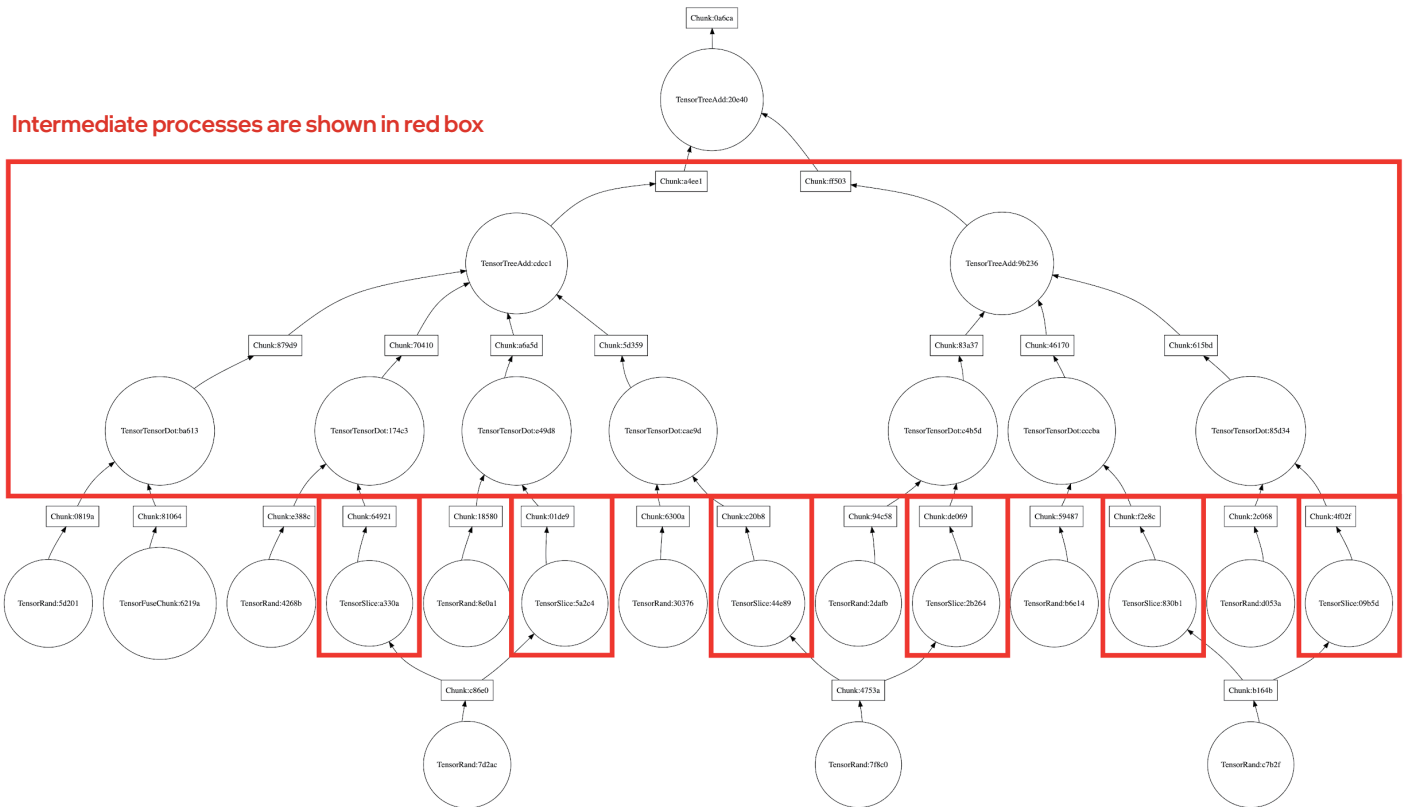 Chunk:0a6ca
TensorTreeAdd:20e40
Intermediate processes are shown in red box
Chunk:a4ee1
Chunk:ff503
TensorTreeAdd:cdcc1
TensorTreeAdd:9b236
Chunk:879d9
Chunk:70410
Chunk:a6a5d
Chunk:5d359
Chunk:83a37
Chunk:46170
Chunk:615bd
TensorTensorDot:ba613
TensorTensorDot:174c3
TensorTensorDot:e49d8
TensorTensorDot:cae9d
TensorTensorDot:c4b5d
TensorTensorDot:cccba
TensorTensorDot:85d34
Chunk:0819a
Chunk:81064
Chunk:e388c
Chunk:64921
Chunk:18580
Chunk:01de9
Chunk:6300a
Chunk:c20b8
Chunk:94c58
Chunk:de069
Chunk:59487
Chunk:f2e8c
Chunk:2c068
Chunk:4f02f
TensorRand:5d201
TensorFuseChunk:6219a
TensorRand:4268b
TensorSlice:a330a
TensorRand:8e0a1
TensorSlice:5a2c4
TensorRand:30376
TensorSlice:44e89
TensorRand:2dafb
TensorSlice:2b264
TensorRand:b6e14
TensorSlice:830b1
TensorRand:d053a
TensorSlice:09b5d
Chunk:c86e0
Chunk:4753a
Chunk:b164b
TensorRand:7d2ac
TensorRand:7f8c0
TensorRand:c7b2f